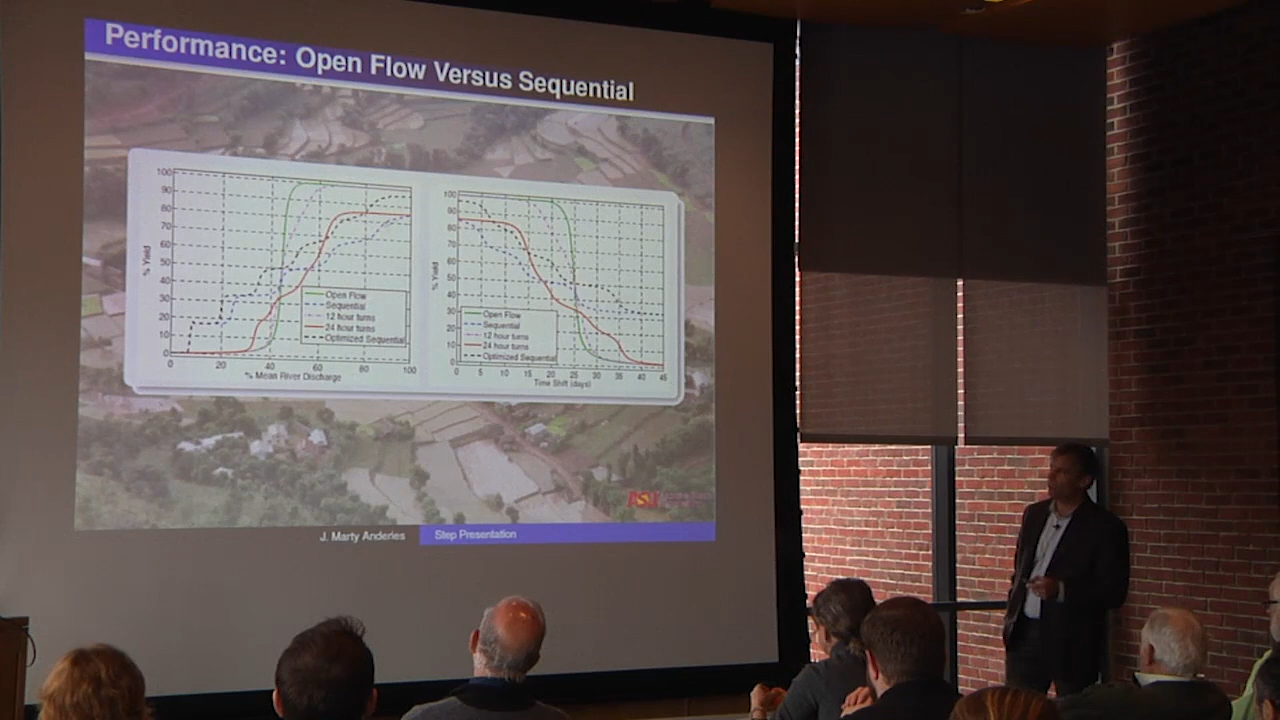 Performance: Open Flow Versus Sequential
100
90
80
70
60
50
40
30
20
10
0
% Yield
0 20 40 60 80 100
% Mean River Discharge
Open Flow
Sequential
12 hour turns
24 hour turns
Optimized Sequential
100
90
80
70
60
50
40
30
20
10
0
% Yield
0 5 10 15 20 25 30 35 40 45
Time Shift (days)
Open Flow
Sequential
12 hour turns
24 hour turns
Optimized Sequential
ASU
J. Marty Anderies
Step Presentation